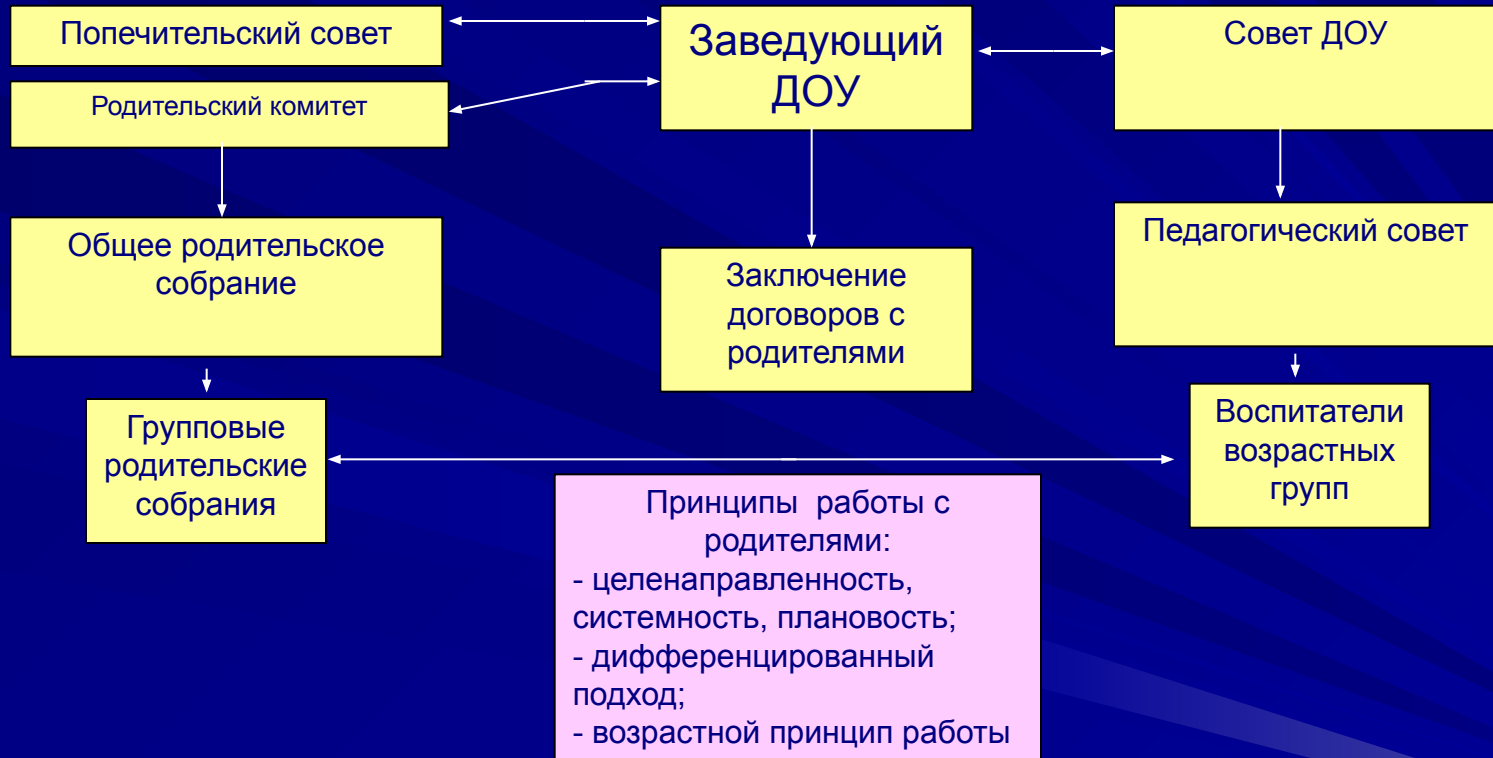 Попечительский совет
Заведующий
ДОУ
Совет ДОУ
Родительский комитет
Общее родительское
собрание
Заключение
договоров с
родителями
Педагогический совет
Групповые
родительские
собрания
Воспитатели
возрастных
групп
Принципы работы с
родителями:
- целенаправленность,
системность, плановость;
- дифференцированный
подход;
- возрастной принцип работы